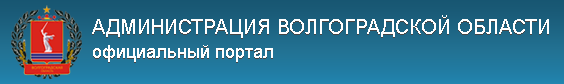 АДМИНИСТРАЦИЯ ВОЛГОГРАДСКОЙ ОБЛАСТИ
официальный портал